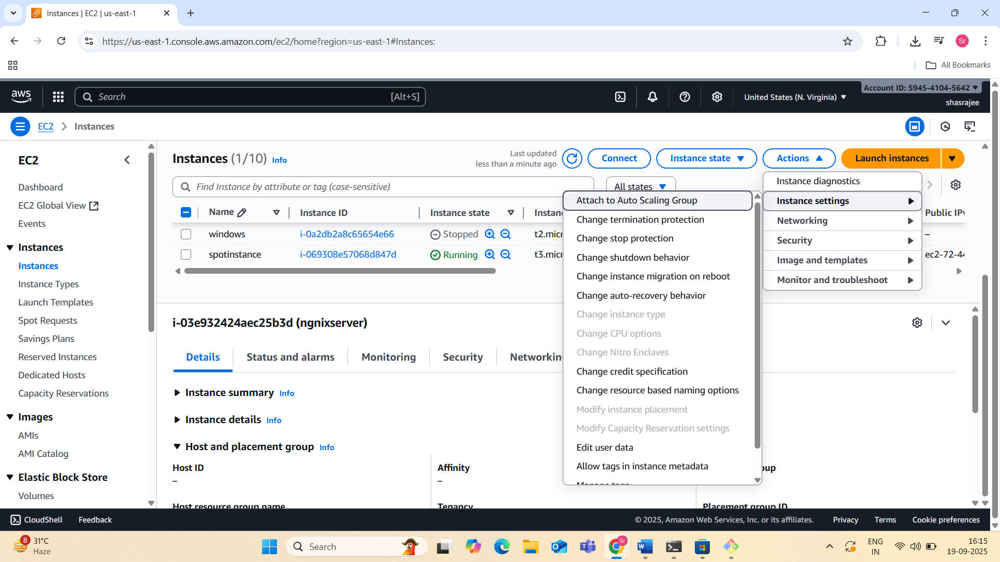 Instances | EC2 | us-east-1
https://us-east-1.console.aws.amazon.com/ec2/home?region=us-east-1#Instances:
Sr
All Bookmarks
aws
Search
[Alt+S]
United States (N. Virginia)
Account ID: 5945-4104-5642
shasrajee
EC2
Instances
EC2
Dashboard
EC2 Global View
Events
Instances
Instances
Instance Types
Launch Templates
Spot Requests
Savings Plans
Reserved Instances
Dedicated Hosts
Capacity Reservations
Images
AMIs
AMI Catalog
Elastic Block Store
Volumes
Instances (1/10) Info
Last updated
less than a minute ago
Connect
Instance state
Actions
Launch instances
Find Instance by attribute or tag (case-sensitive)
All states
Name
Instance ID
Instance state
Instan
Public IPv
windows
i-0a2db2a8c65654e66
Stopped
t2.micr
–
spotinstance
i-069308e57068d847d
Running
t3.micr
ec2-72-44
Instance diagnostics
Instance settings
Networking
Security
Image and templates
Monitor and troubleshoot
Attach to Auto Scaling Group
Change termination protection
Change stop protection
Change shutdown behavior
Change instance migration on reboot
Change auto-recovery behavior
Change instance type
Change CPU options
Change Nitro Enclaves
Change credit specification
Change resource based naming options
Modify instance placement
Modify Capacity Reservation settings
Edit user data
Allow tags in instance metadata
Manage tags
i-03e932424aec25b3d (ngnixserver)
Details
Status and alarms
Monitoring
Security
Networking
Instance summary Info
Instance details Info
Host and placement group Info
Host ID
–
Affinity
–
oup
Host resource group name
Tenancy
Placement group ID
CloudShell
Feedback
© 2025, Amazon Web Services, Inc. or its affiliates.
Privacy
Terms
Cookie preferences
8
31°C
Haze
Search
Sr
ENG
IN
16:15
19-09-2025